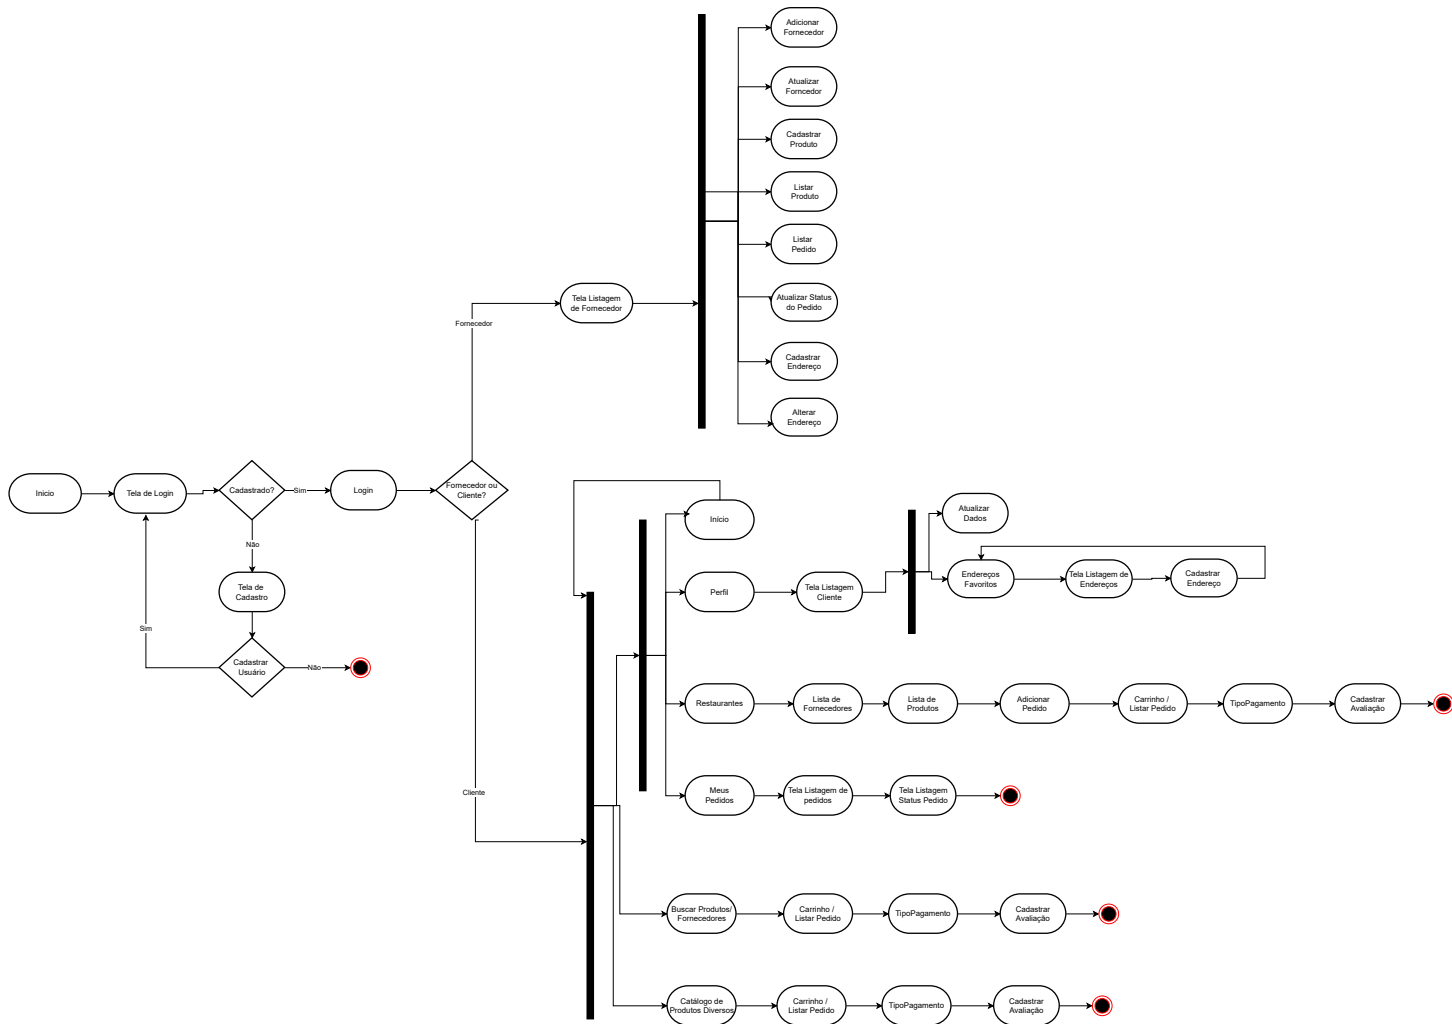 Adicionar
Fornecedor
Atualizar
Forncedor
Cadastrar
Produto
Listar
Produto
Listar
Pedido
Tela Listagem
de Fornecedor
Atualizar Status
do Pedido
Fornecedor
Cadastrar
Endereço
Alterar
Endereço
Inicio
Tela de Login
Cadastrado?
Sim
Login
Fornecedor ou
Cliente?
Não
Tela de
Cadastro
Sim
Cadastrar
Usuário
Não
Cliente
Início
Atualizar
Dados
Perfil
Tela Listagem
Cliente
Endereços
Favoritos
Tela Listagem de
Endereços
Cadastrar
Endereço
Restaurantes
Lista de
Fornecedores
Lista de
Produtos
Adicionar
Pedido
Carrinho /
Listar Pedido
TipoPagamento
Cadastrar
Avaliação
Meus
Pedidos
Tela Listagem de
pedidos
Tela Listagem
Status Pedido
Buscar Produtos/
Fornecedores
Carrinho /
Listar Pedido
TipoPagamento
Cadastrar
Avaliação
Catálogo de
Produtos Diversos
Carrinho /
Listar Pedido
TipoPagamento
Cadastrar
Avaliação